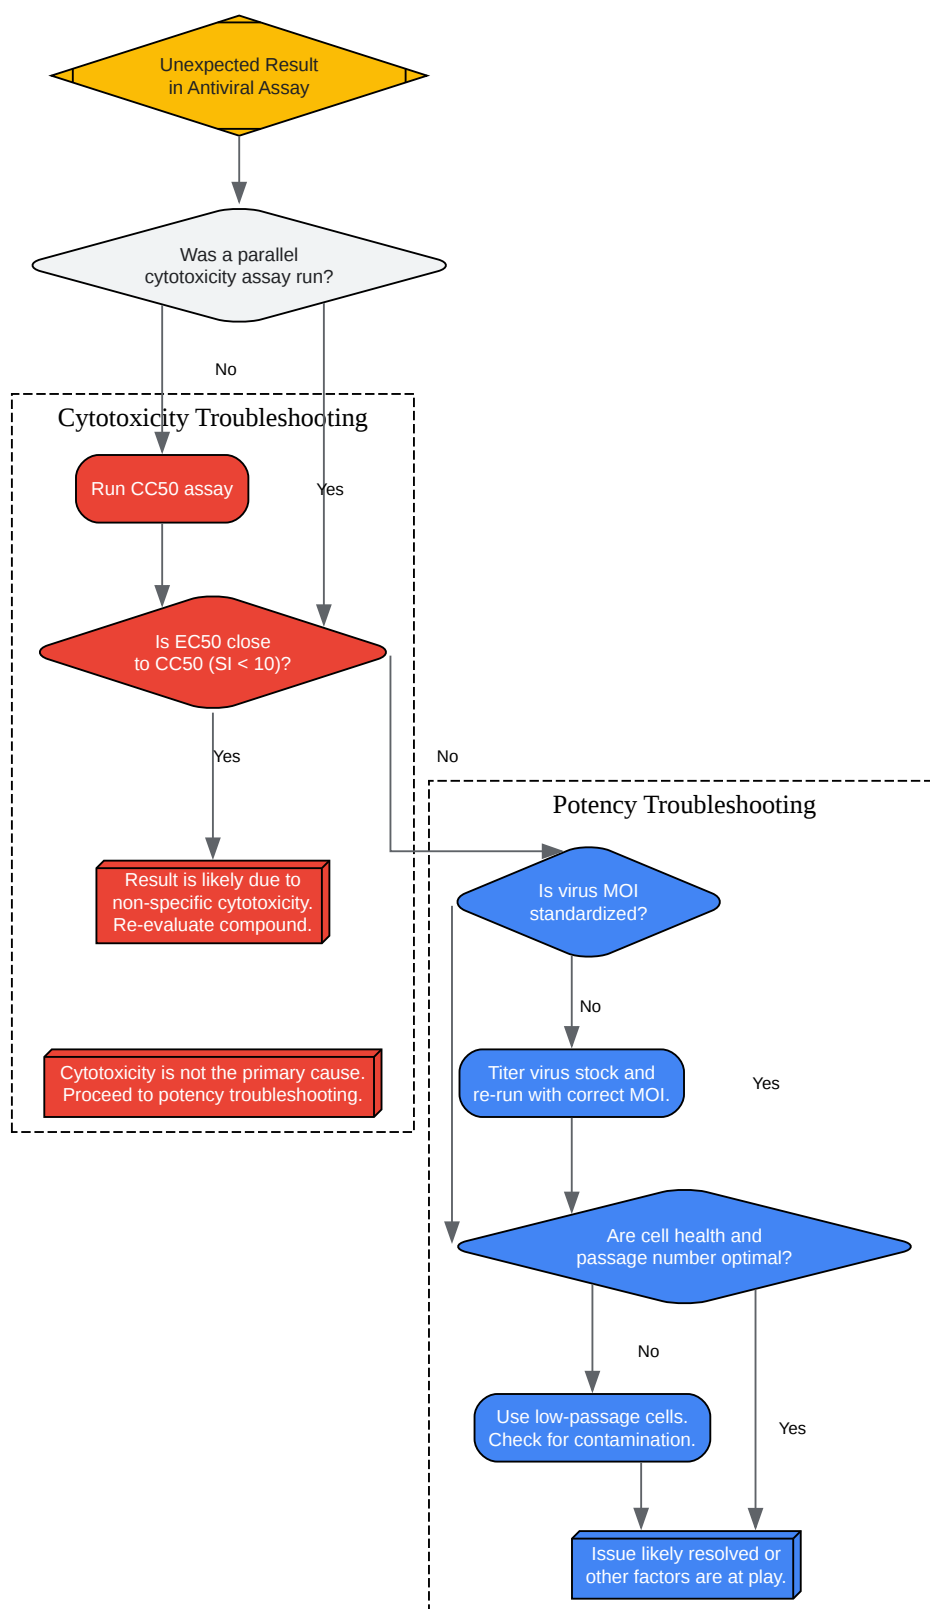 Unexpected Result
in Antiviral Assay
Was a parallel
cytotoxicity assay run?
No
Cytotoxicity Troubleshooting
Run CC50 assay
Yes
Is EC50 close
to CC50 (SI < 10)?
Yes
No
Potency Troubleshooting
Result is likely due to
non-specific cytotoxicity.
Re-evaluate compound.
Is virus MOI
standardized?
No
Cytotoxicity is not the primary cause.
Proceed to potency troubleshooting.
Titer virus stock and
re-run with correct MOI.
Yes
Are cell health and
passage number optimal?
No
Use low-passage cells.
Check for contamination.
Yes
Issue likely resolved or
other factors are at play.